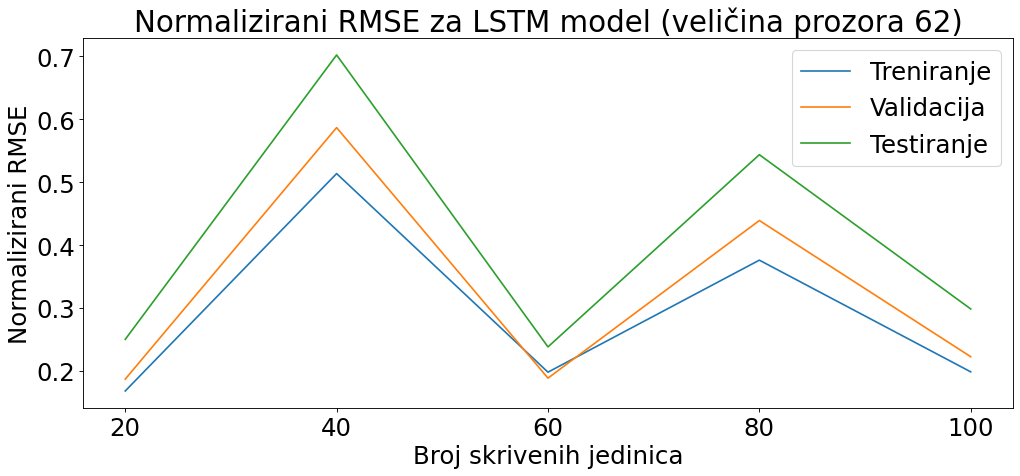 Normalizirani RMSE za LSTM model (veličina prozora 62)
Normalizirani RMSE
0.7
0.6
0.5
0.4
0.3
0.2
Treniranje
Validacija
Testiranje
20 40 60 80 100
Broj skrivenih jedinica